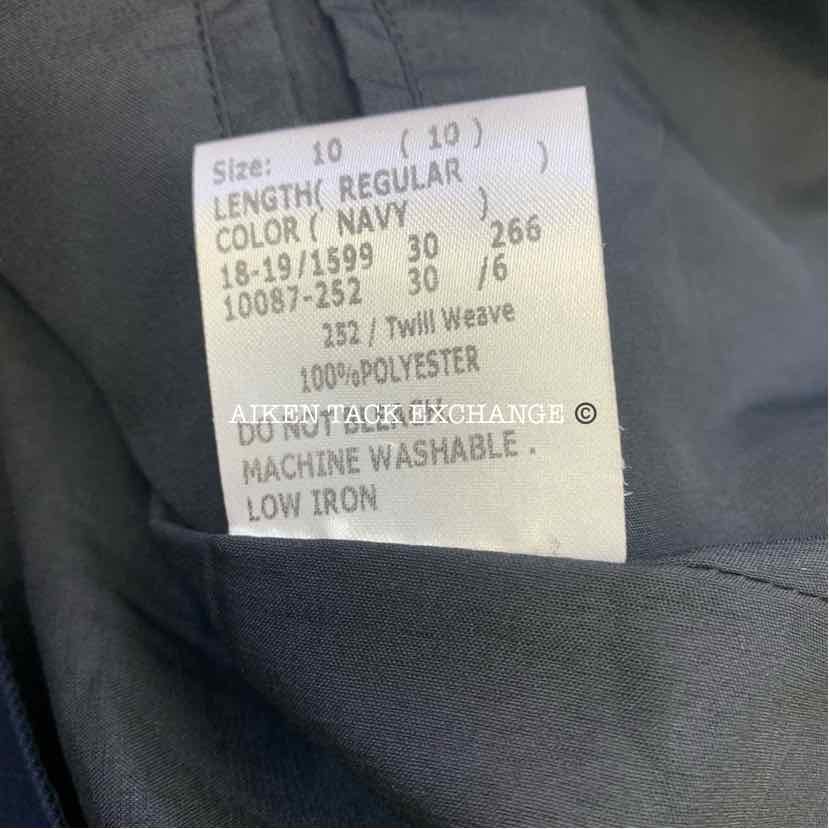 Size: 10 ( 10 )
LENGTH( REGULAR )
COLOR ( NAVY )
18-19/1599 30 266
10087-252 30 /6
252 / Twill Weave
100%POLYESTER
AIKEN TACK EXCHANGE ©
DO NOT BLEACH
MACHINE WASHABLE .
LOW IRON